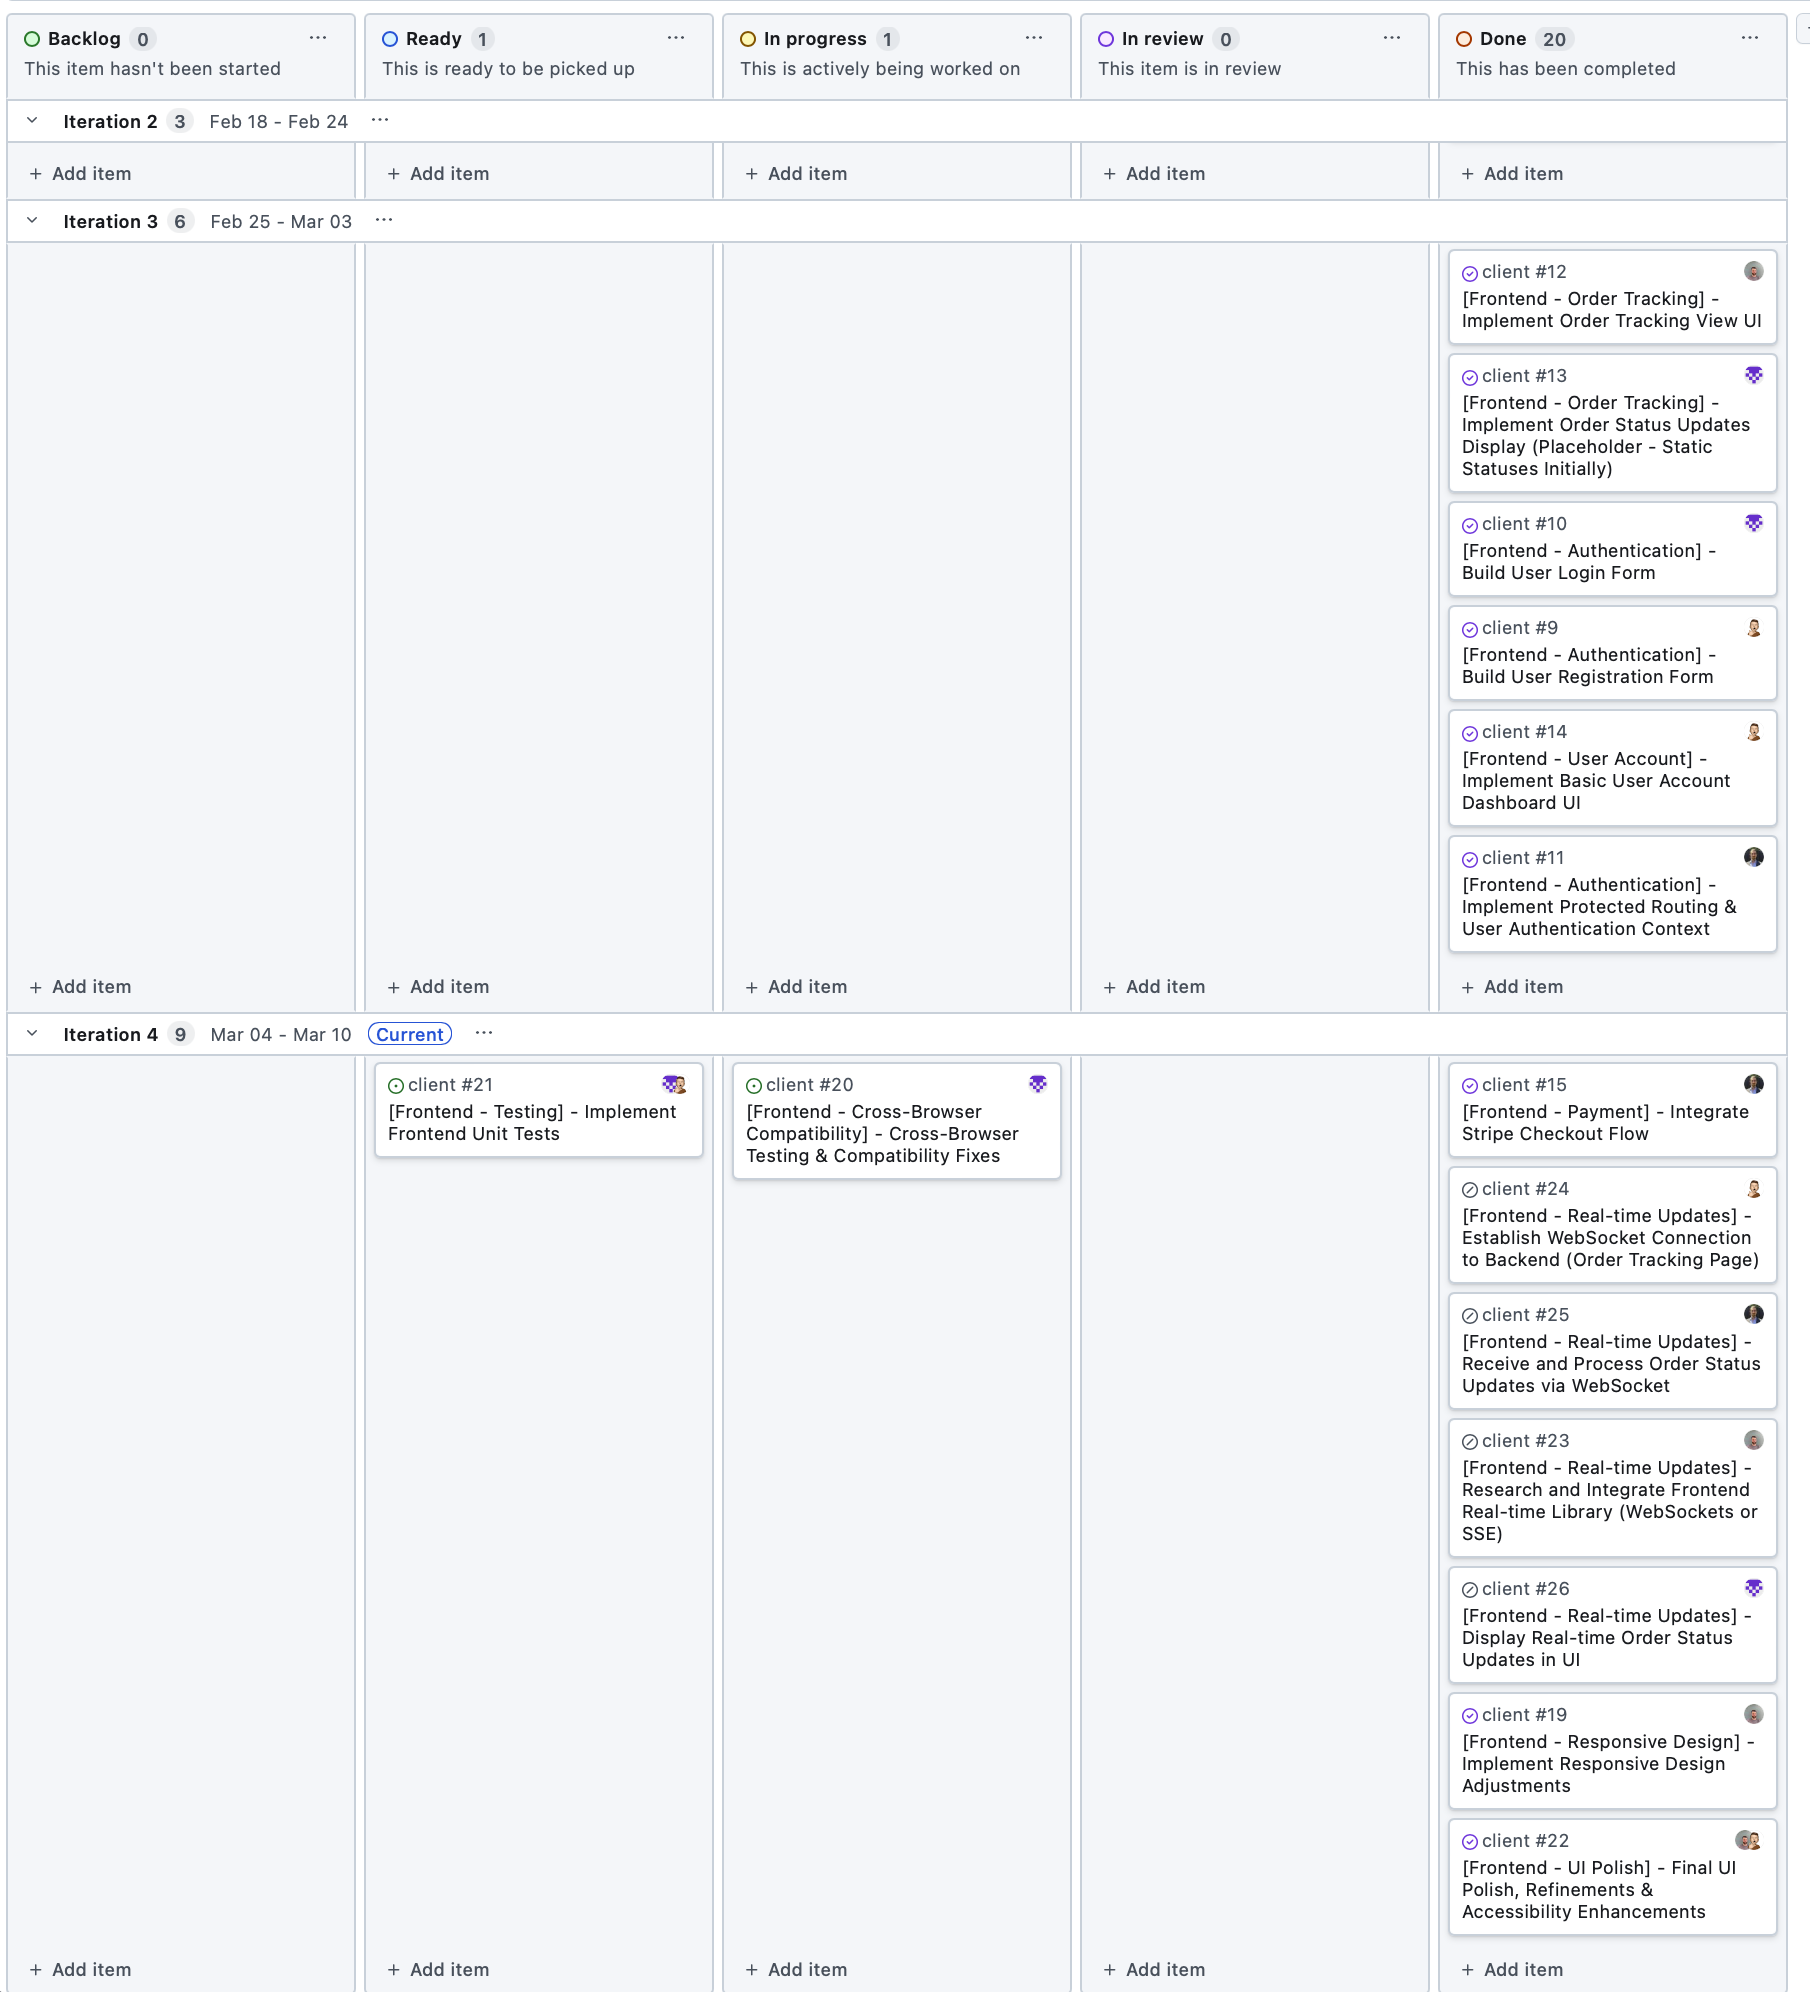 Backlog 0
This item hasn't been started
Ready 1
This is ready to be picked up
In progress 1
This is actively being worked on
In review 0
This item is in review
Done 20
This has been completed
Iteration 2 3 Feb 18 - Feb 24
+ Add item
+ Add item
+ Add item
+ Add item
+ Add item
Iteration 3 6 Feb 25 - Mar 03
client #12
[Frontend - Order Tracking] -
Implement Order Tracking View UI
client #13
[Frontend - Order Tracking] -
Implement Order Status Updates
Display (Placeholder - Static
Statuses Initially)
client #10
[Frontend - Authentication] -
Build User Login Form
client #9
[Frontend - Authentication] -
Build User Registration Form
client #14
[Frontend - User Account] -
Implement Basic User Account
Dashboard UI
client #11
[Frontend - Authentication] -
Implement Protected Routing &
User Authentication Context
+ Add item
+ Add item
+ Add item
+ Add item
+ Add item
Iteration 4 9 Mar 04 - Mar 10 Current
client #21
[Frontend - Testing] - Implement
Frontend Unit Tests
client #20
[Frontend - Cross-Browser
Compatibility] - Cross-Browser
Testing & Compatibility Fixes
client #15
[Frontend - Payment] - Integrate
Stripe Checkout Flow
client #24
[Frontend - Real-time Updates] -
Establish WebSocket Connection
to Backend (Order Tracking Page)
client #25
[Frontend - Real-time Updates] -
Receive and Process Order Status
Updates via WebSocket
client #23
[Frontend - Real-time Updates] -
Research and Integrate Frontend
Real-time Library (WebSockets or
SSE)
client #26
[Frontend - Real-time Updates] -
Display Real-time Order Status
Updates in UI
client #19
[Frontend - Responsive Design] -
Implement Responsive Design
Adjustments
client #22
[Frontend - UI Polish] - Final UI
Polish, Refinements &
Accessibility Enhancements
+ Add item
+ Add item
+ Add item
+ Add item
+ Add item